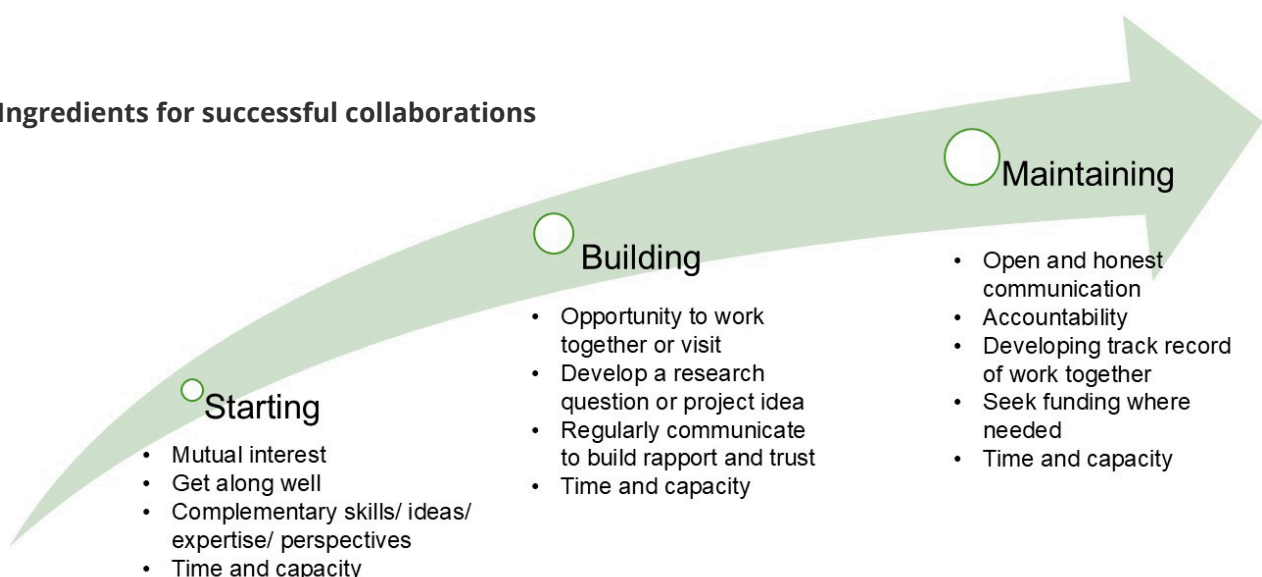 Ingredients for successful collaborations
Starting
• Mutual interest
• Get along well
• Complementary skills/ ideas/
expertise/ perspectives
• Time and capacity
Building
• Opportunity to work
together or visit
• Develop a research
question or project idea
• Regularly communicate
to build rapport and trust
• Time and capacity
Maintaining
• Open and honest
communication
• Accountability
• Developing track record
of work together
• Seek funding where
needed
• Time and capacity